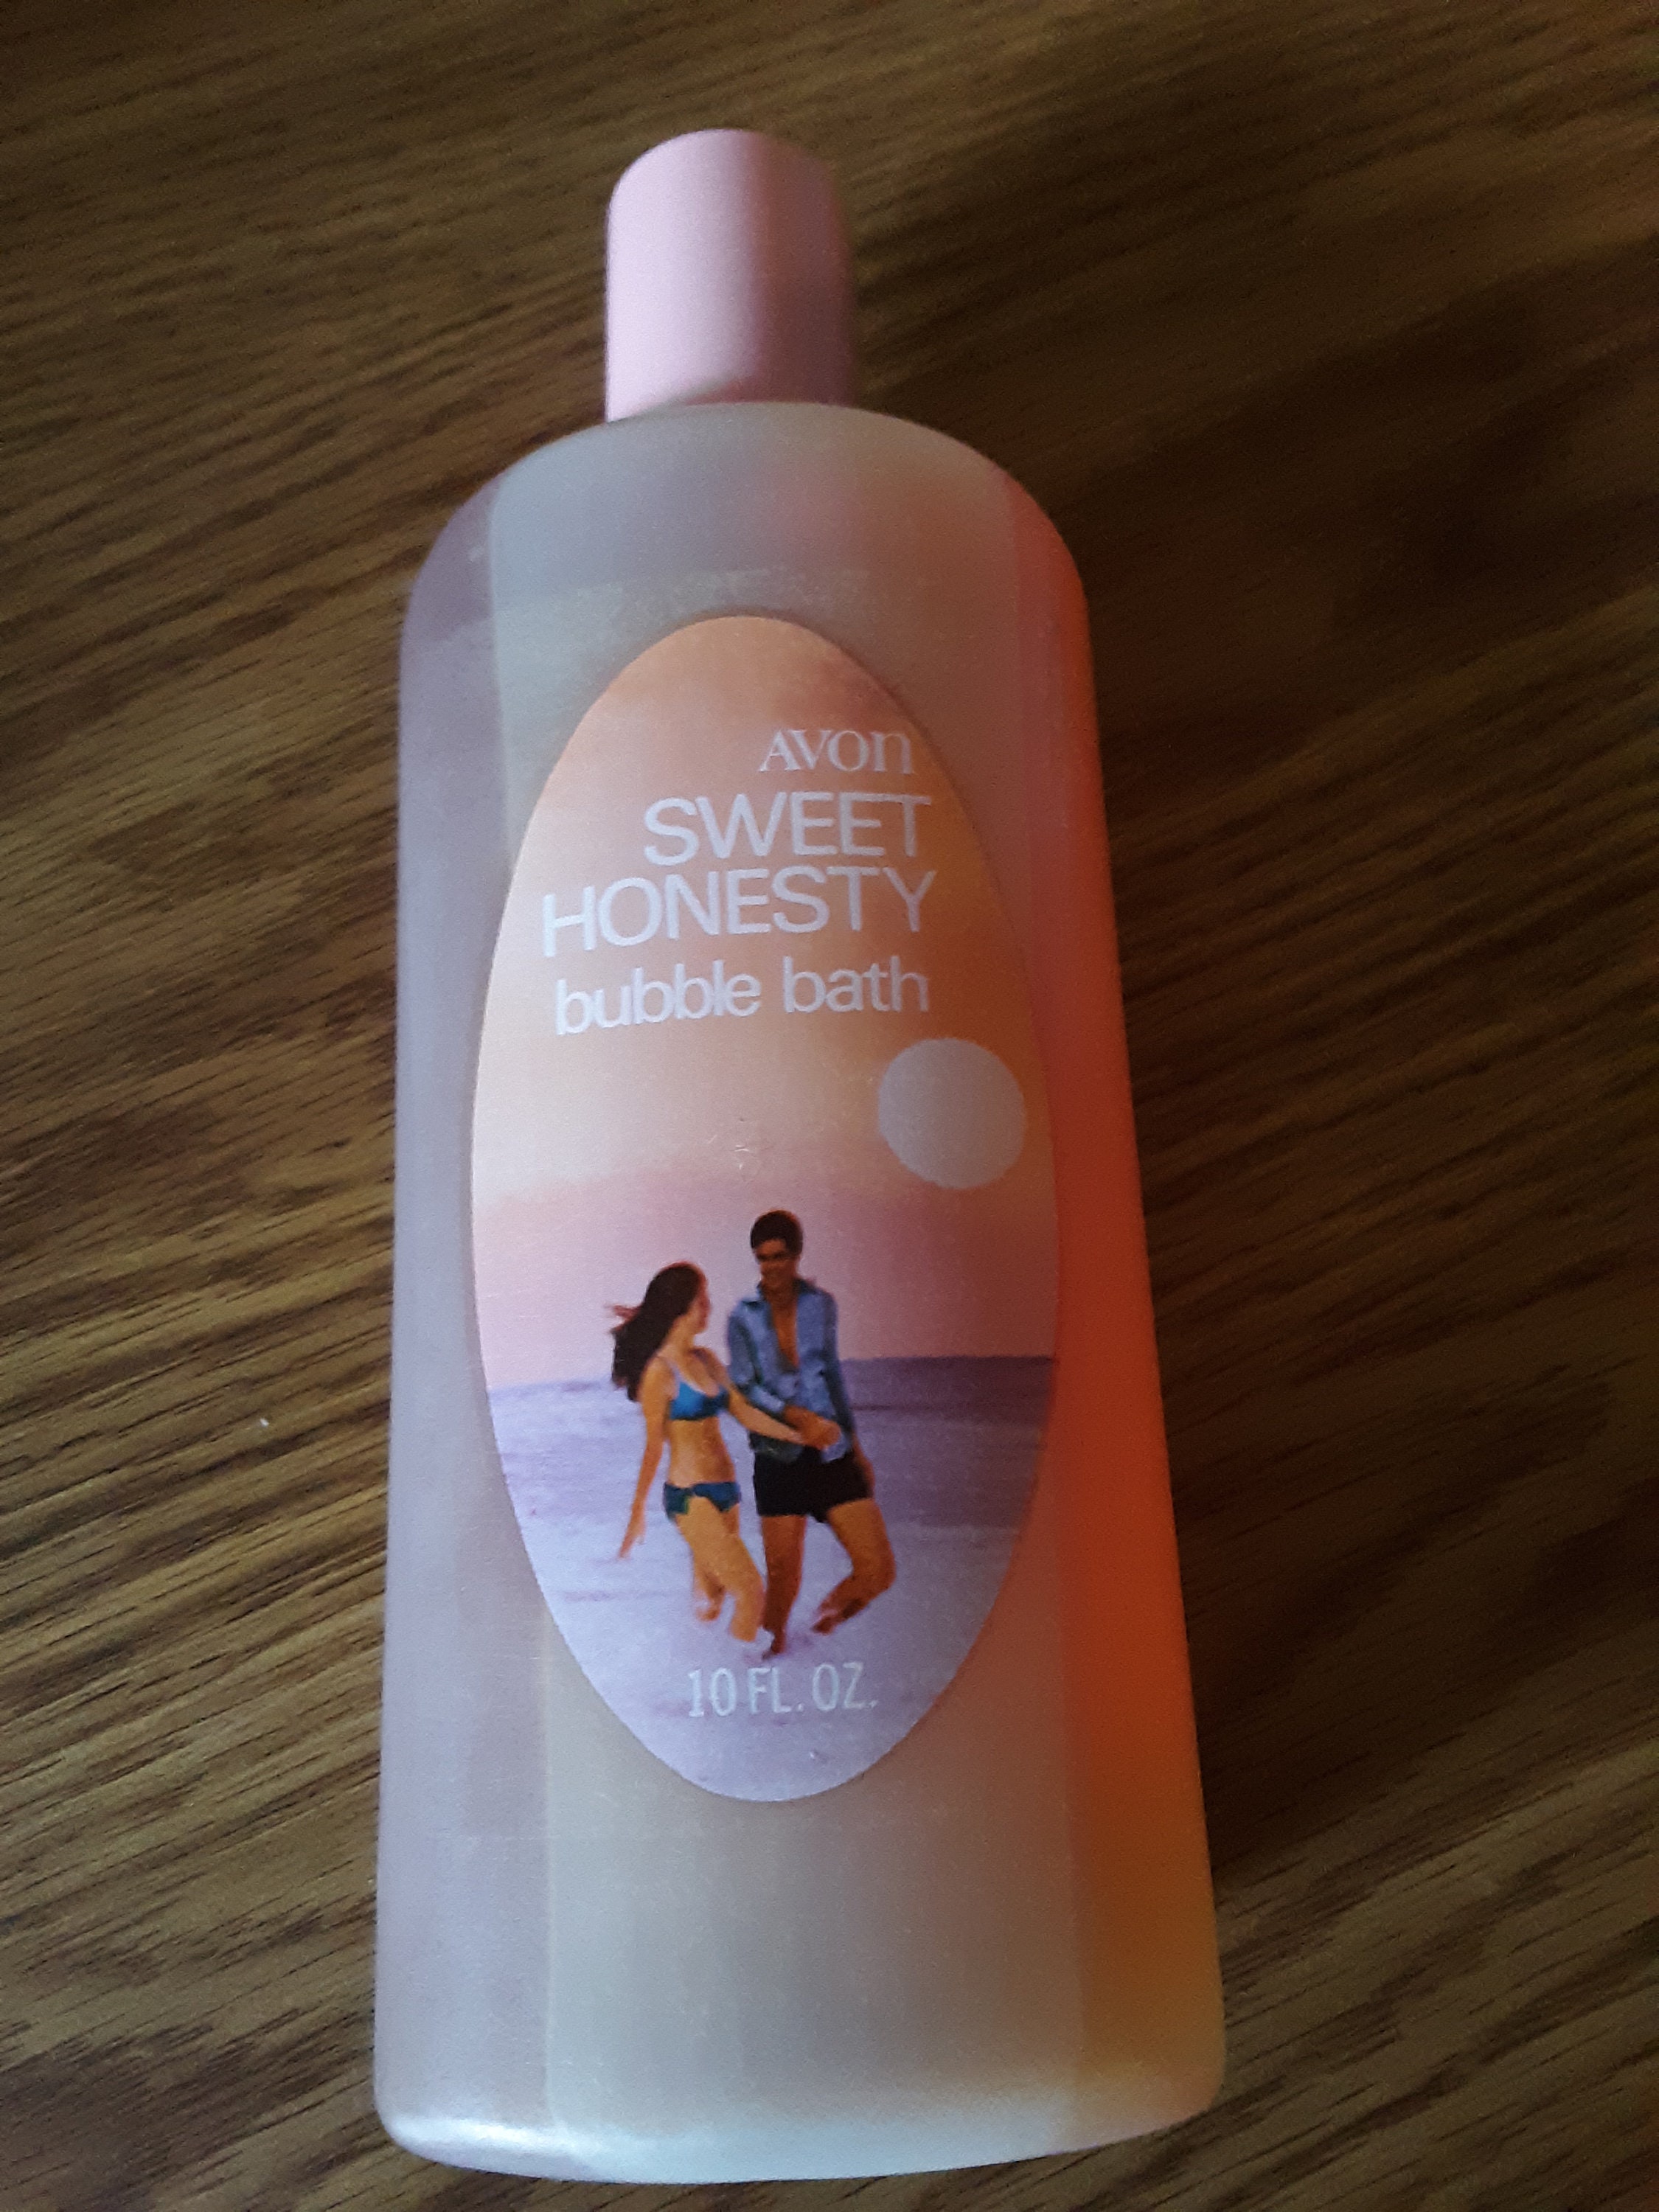 AVON
SWEET
HONESTY
bubble bath
10 FL. OZ.